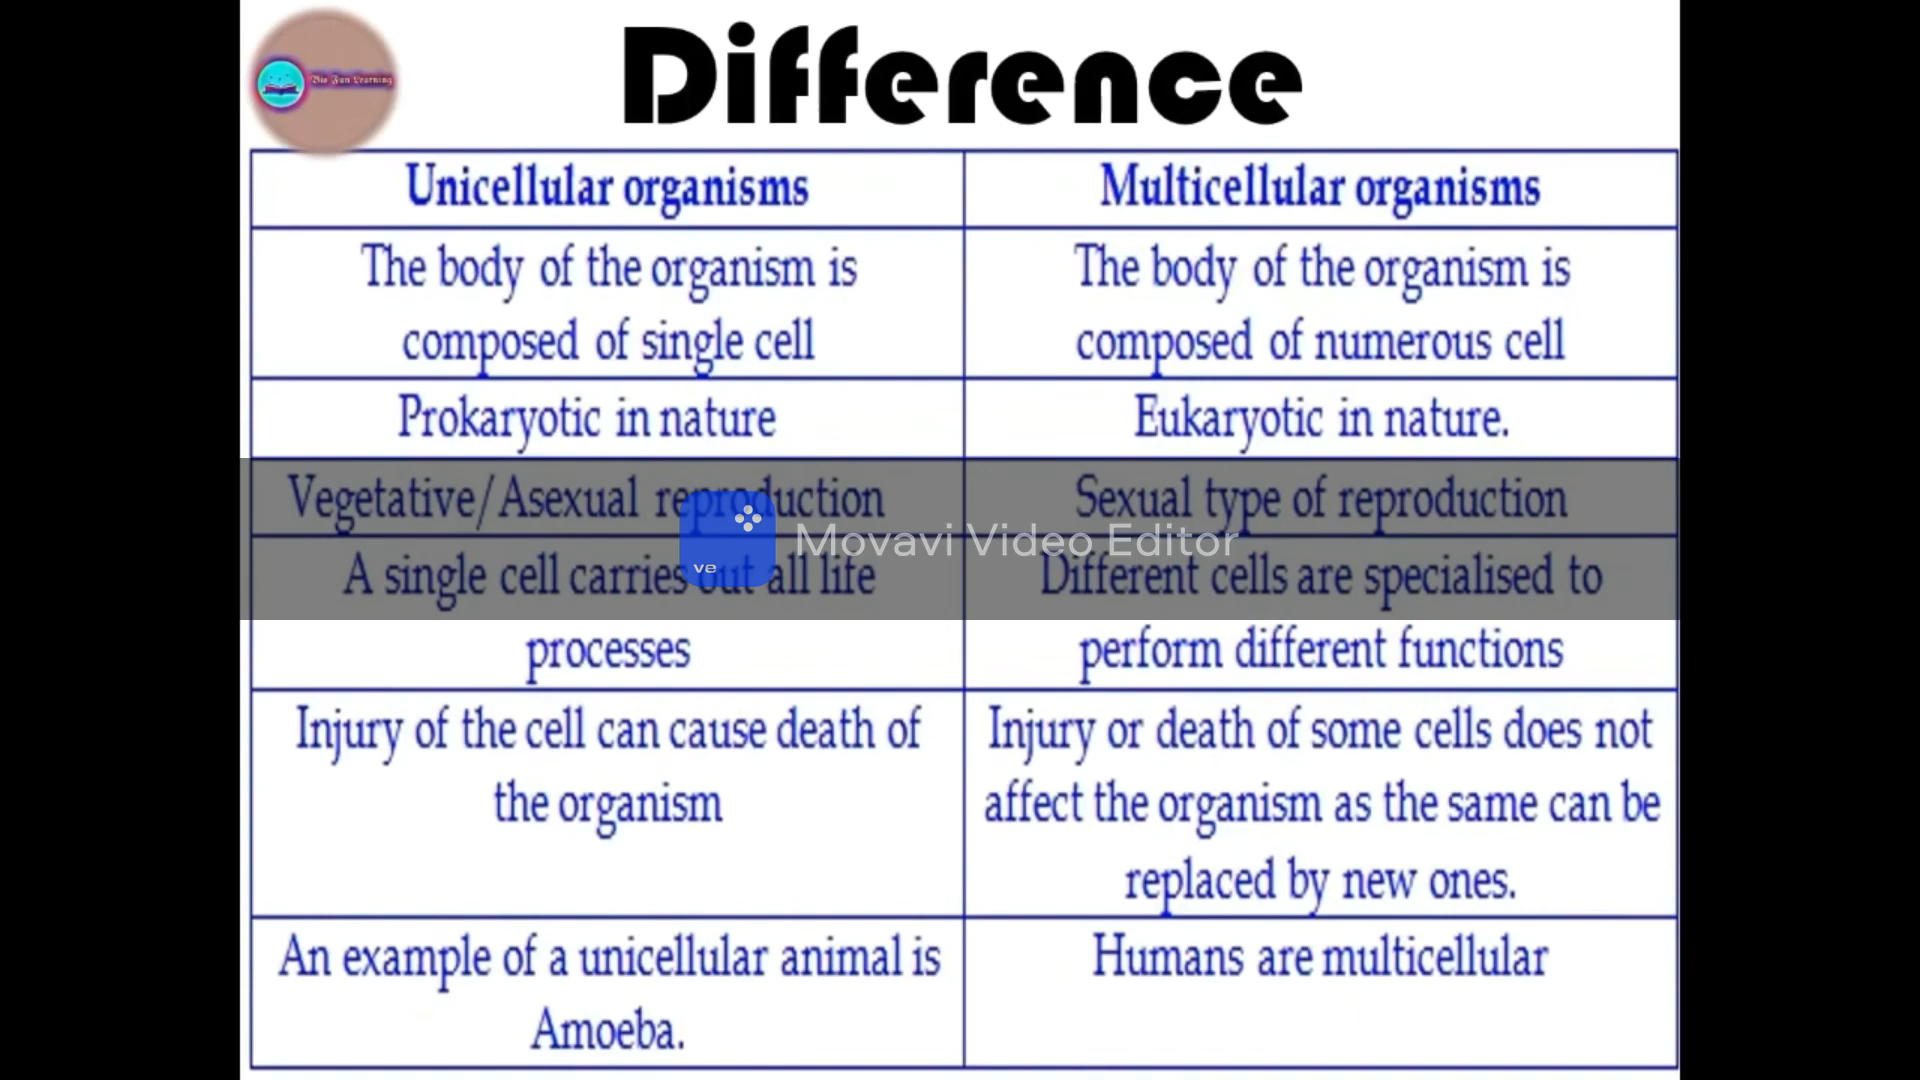 Bio Fun Learning
Difference
Unicellular organisms
Multicellular organisms
The body of the organism is
composed of single cell
The body of the organism is
composed of numerous cell
Prokaryotic in nature
Eukaryotic in nature.
Vegetative/Asexual reproduction
Sexual type of reproduction
ve
Movavi Video Editor
A single cell carries out all life
processes
Different cells are specialised to
perform different functions
Injury of the cell can cause death of
the organism
Injury or death of some cells does not
affect the organism as the same can be
replaced by new ones.
An example of a unicellular animal is
Amoeba.
Humans are multicellular